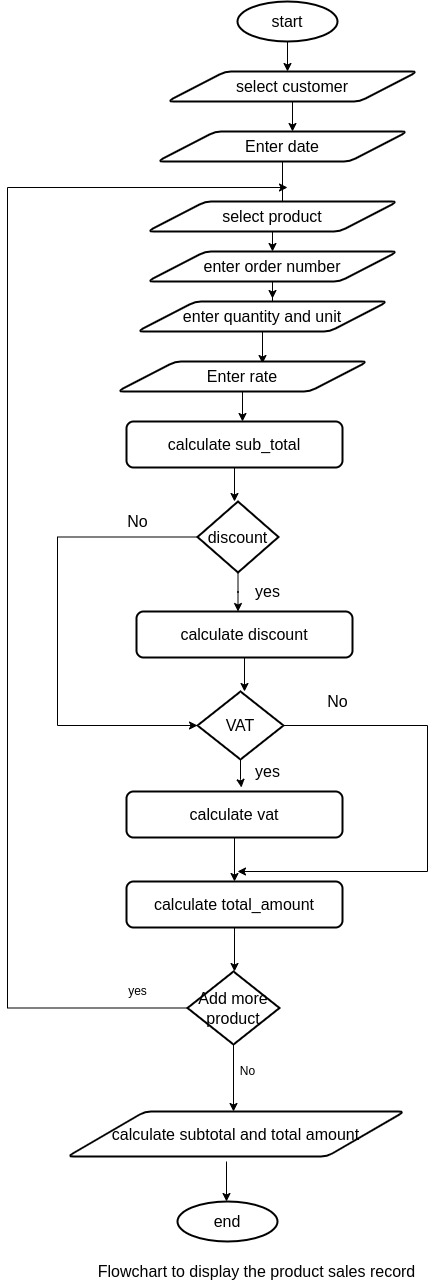 start
select customer
Enter date
select product
enter order number
enter quantity and unit
Enter rate
calculate sub_total
No
discount
yes
calculate discount
No
VAT
yes
calculate vat
calculate total_amount
Add more
product
yes
No
calculate subtotal and total amount
end
Flowchart to display the product sales record